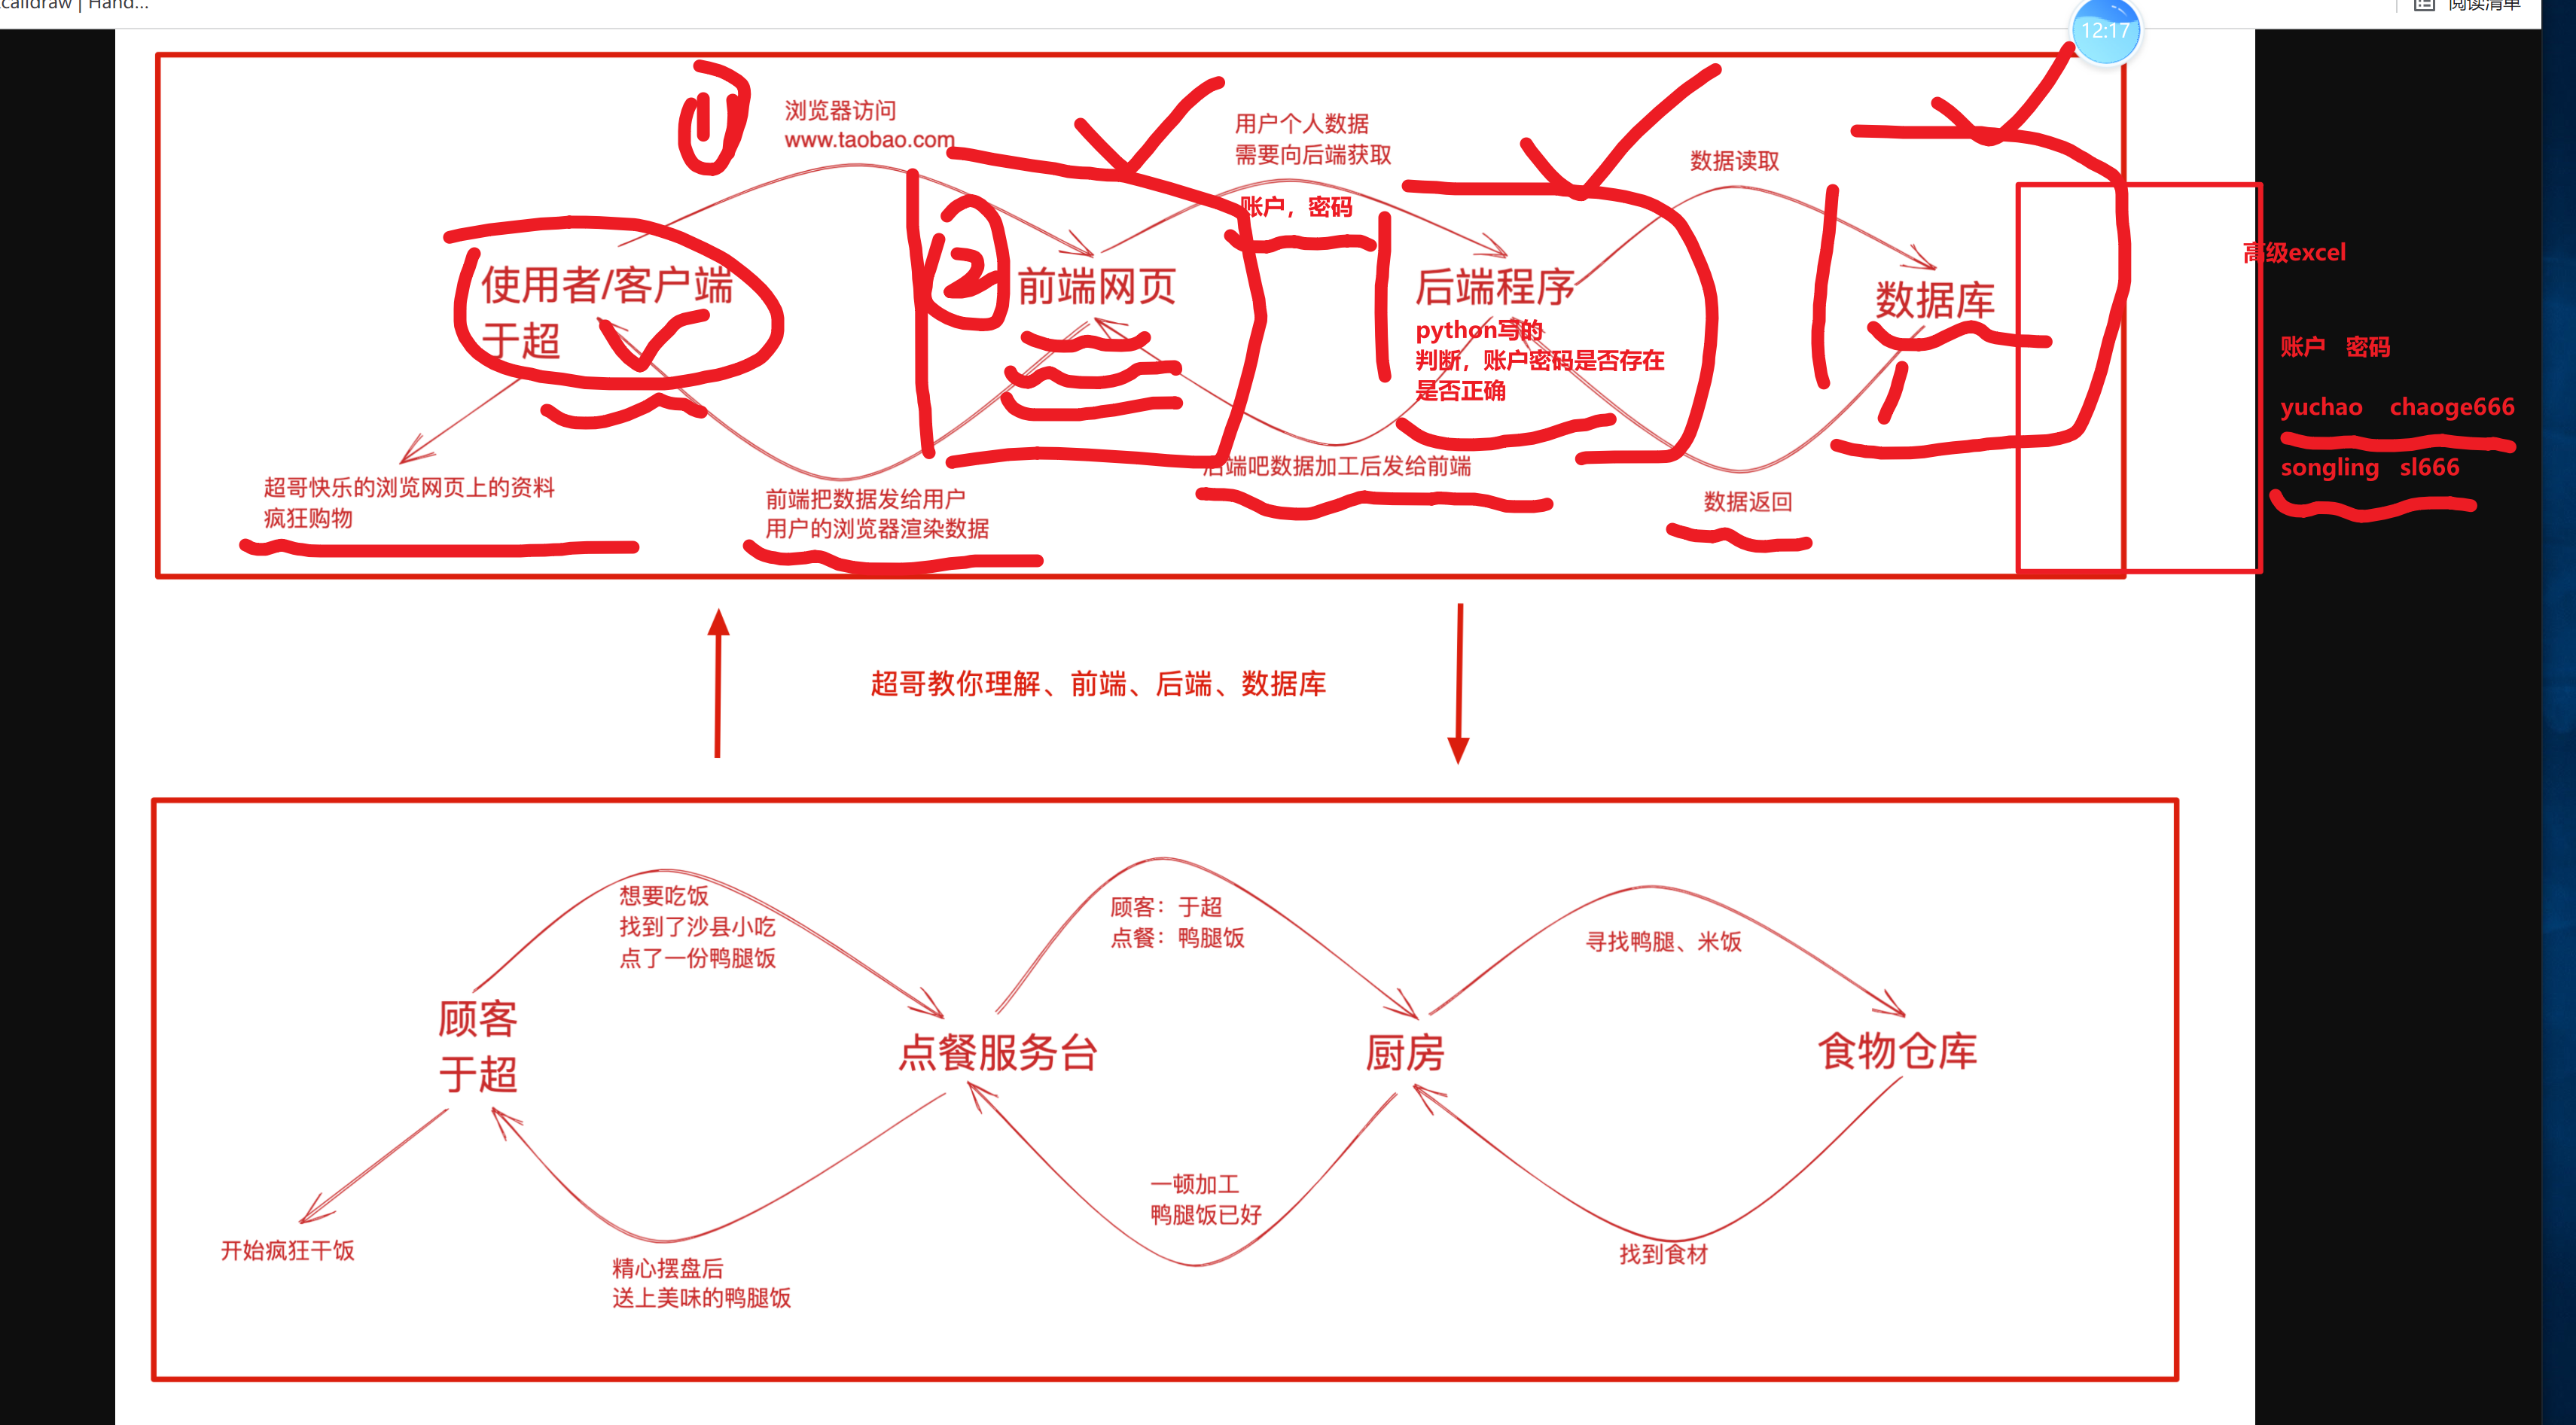 calldraw | Hand...
阅读清单
12:17
浏览器访问
www.taobao.com
用户个人数据
需要向后端获取
数据读取
账户，密码
1
2
使用者/客户端
于超
前端网页
后端程序
python写的
判断，账户密码是否存在
是否正确
数据库
高级excel
账户 密码
yuchao chaoge666
songling sl666
超哥快乐的浏览网页上的资料
疯狂购物
前端把数据发给用户
用户的浏览器渲染数据
后端吧数据加工后发给前端
数据返回
超哥教你理解、前端、后端、数据库
想要吃饭
找到了沙县小吃
点了一份鸭腿饭
顾客：于超
点餐：鸭腿饭
寻找鸭腿、米饭
顾客
于超
点餐服务台
厨房
食物仓库
开始疯狂干饭
精心摆盘后
送上美味的鸭腿饭
一顿加工
鸭腿饭已好
找到食材